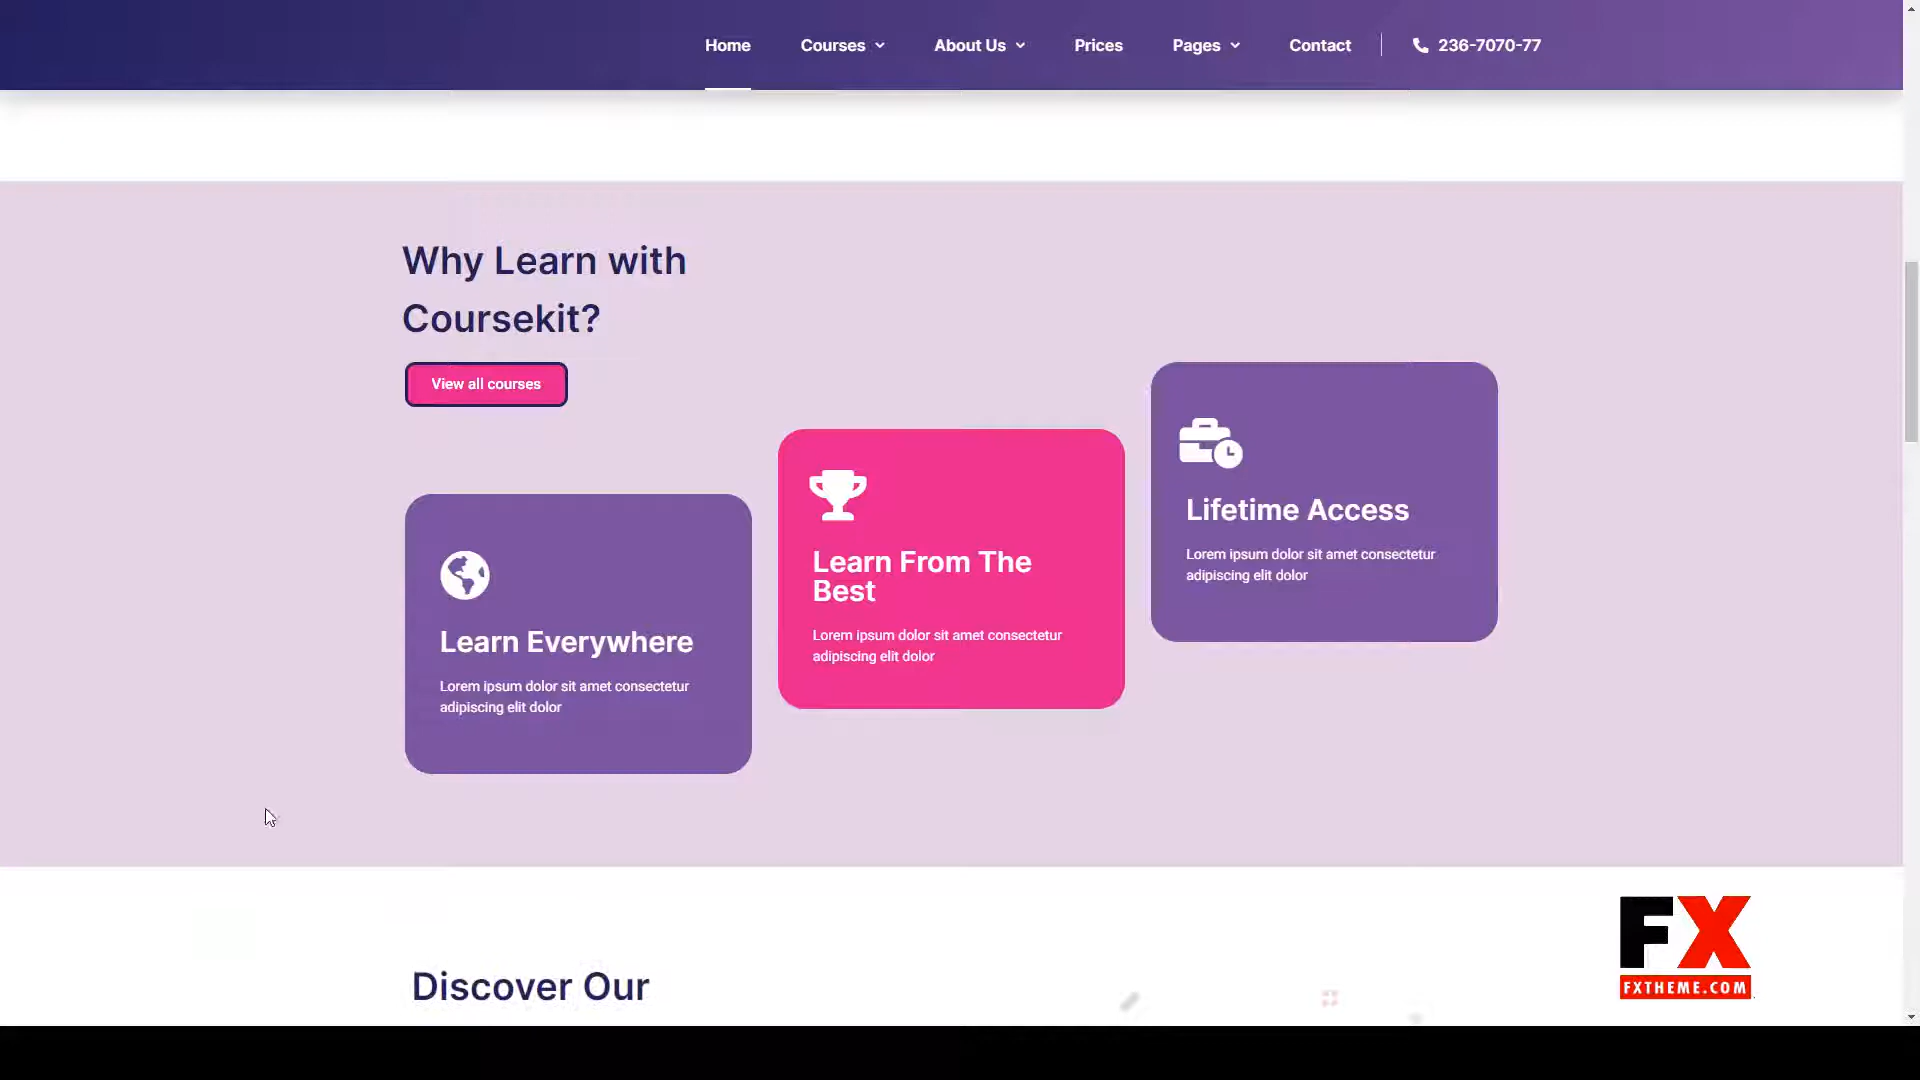 Home
Courses
About Us
Prices
Pages
Contact
236-7070-77
Why Learn with
Coursekit?
View all courses
Learn Everywhere
Lorem ipsum dolor sit amet consectetur
adipiscing elit dolor
Learn From The
Best
Lorem ipsum dolor sit amet consectetur
adipiscing elit dolor
Lifetime Access
Lorem ipsum dolor sit amet consectetur
adipiscing elit dolor
Discover Our
FX
FXTHEME.COM